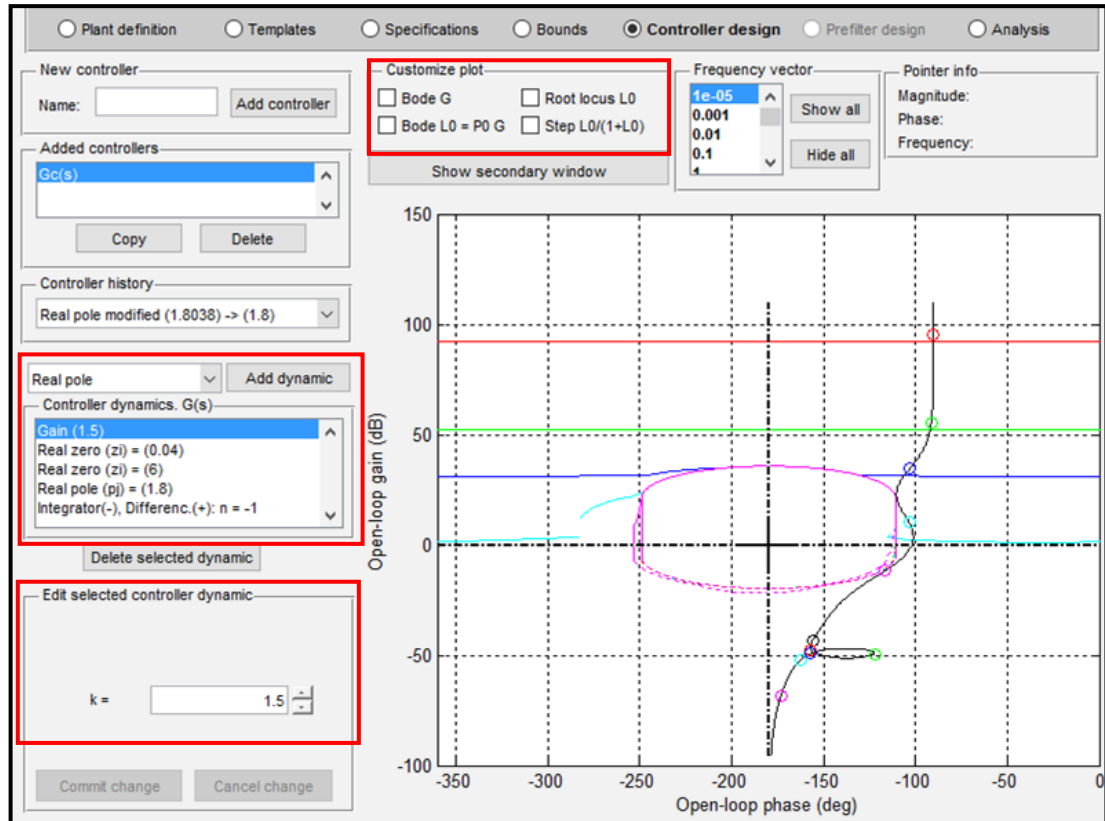 Plant definition Templates Specifications Bounds Controller design Prefilter design Analysis
New controller
Name: Add controller
Added controllers
Gc(s)
Copy Delete
Controller history
Real pole modified (1.8038) -> (1.8)
Real pole Add dynamic
Controller dynamics. G(s)
Gain (1.5)
Real zero (zi) = (0.04)
Real zero (zi) = (6)
Real pole (pj) = (1.8)
Integrator(-), Differenc.(+): n = -1
Delete selected dynamic
Edit selected controller dynamic
k = 1.5
Commit change Cancel change
Customize plot
Bode G Root locus L0
Bode L0 = P0 G Step L0/(1+L0)
Show secondary window
Frequency vector
1e-05
0.001
0.01
0.1
1
Show all
Hide all
Pointer info
Magnitude:
Phase:
Frequency:
150
100
50
0
-50
-100
Open-loop gain (dB)
-350 -300 -250 -200 -150 -100 -50 0
Open-loop phase (deg)